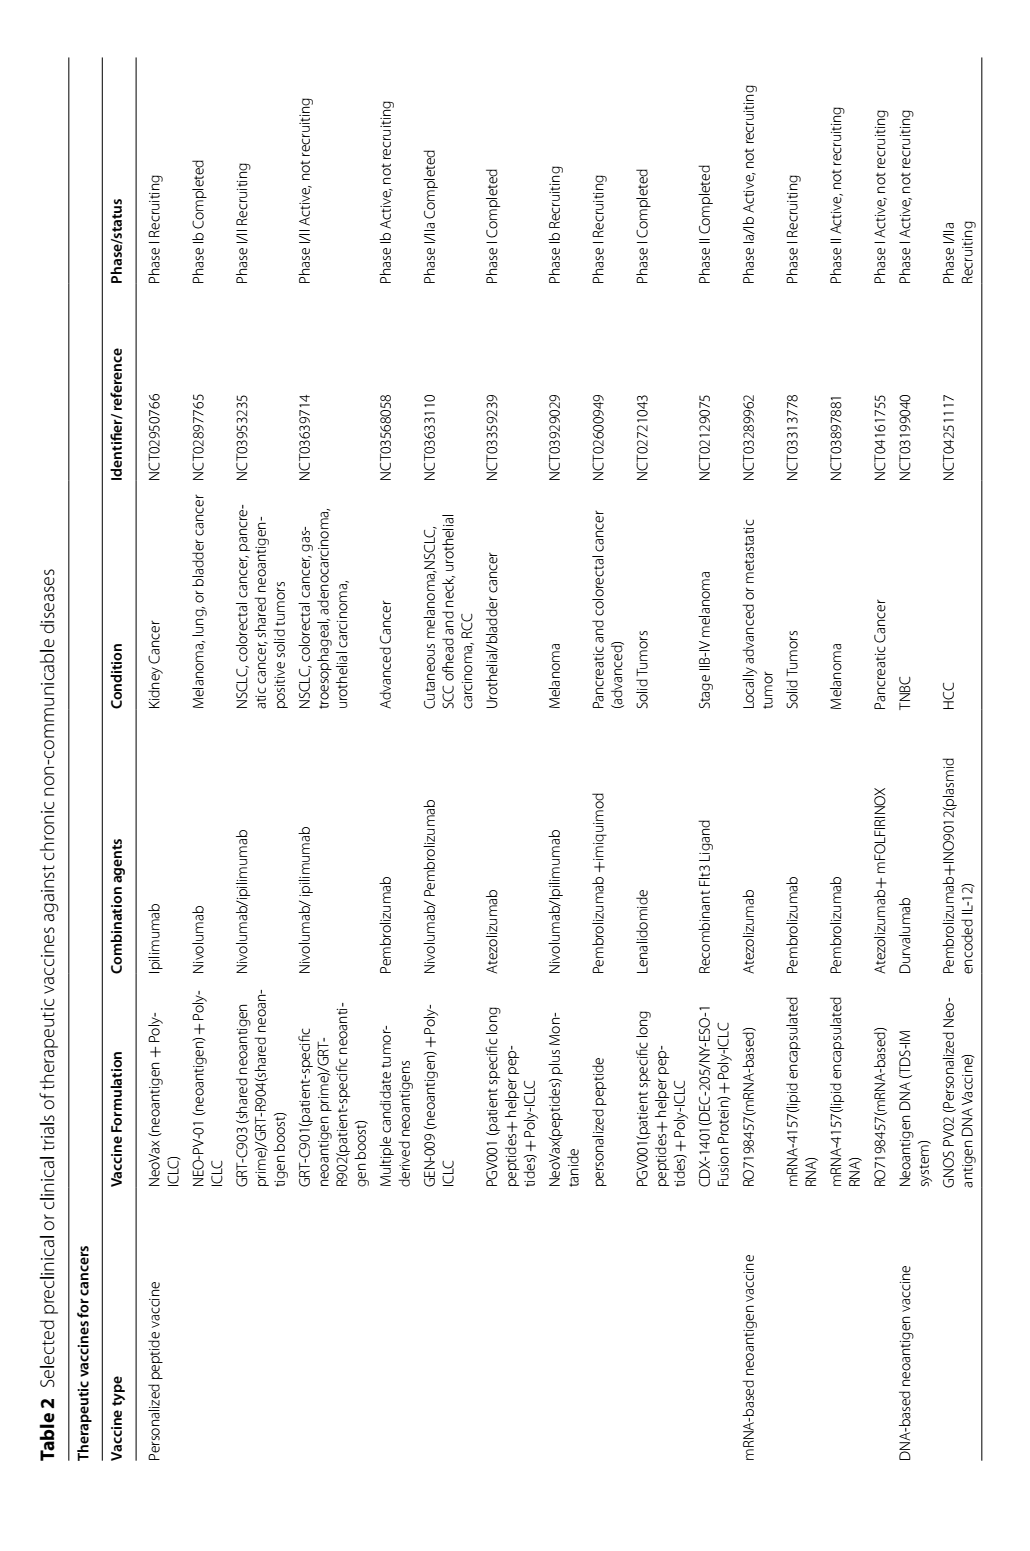 Table 2 Selected preclinical or clinical trials of therapeutic vaccines against chronic non-communicable diseases
Therapeutic vaccines for cancers
Vaccine type Vaccine Formulation Combination agents Condition Identifier/ reference Phase/status
Personalized peptide vaccine NeoVax (neoantigen + Poly- Ipilimumab Kidney Cancer NCT02950766 Phase I Recruiting
ICLC)
NEO-PV-01 (neoantigen) + Poly- Nivolumab Melanoma, lung, or bladder cancer NCT02897765 Phase Ib Completed
ICLC
GRT-C903 (shared neoantigen Nivolumab/ipilimumab NSCLC, colorectal cancer, pancre- NCT03953235 Phase I/II Recruiting
prime)/GRT-R904(shared neoan- atic cancer, shared neoantigen-
tigen boost) positive solid tumors
GRT-C901(patient-specific Nivolumab/ ipilimumab NSCLC, colorectal cancer, gas- NCT03639714 Phase I/II Active, not recruiting
neoantigen prime)/GRT- troesophageal, adenocarcinoma,
R902(patient-specific neoanti- urothelial carcinoma,
gen boost)
Multiple candidate tumor- Pembrolizumab Advanced Cancer NCT03568058 Phase Ib Active, not recruiting
derived neoantigens
GEN-009 (neoantigen) +Poly- Nivolumab/ Pembrolizumab Cutaneous melanoma,NSCLC, NCT03633110 Phase I/IIa Completed
ICLC SCC ofhead and neck, urothelial
carcinoma, RCC
PGV001 (patient specific long Atezolizumab Urothelial/bladder cancer NCT03359239 Phase I Completed
peptides+ helper pep-
tides) + Poly-ICLC
NeoVax(peptides) plus Mon- Nivolumab/Ipilimumab Melanoma NCT03929029 Phase Ib Recruiting
tanide
personalized peptide Pembrolizumab +imiquimod Pancreatic and colorectal cancer NCT02600949 Phase I Recruiting
(advanced)
PGV001(patient specific long Lenalidomide Solid Tumors NCT02721043 Phase I Completed
peptides+ helper pep-
tides) + Poly-ICLC
CDX-1401(DEC-205/NY-ESO-1 Recombinant Flt3 Ligand Stage IIB-IV melanoma NCT02129075 Phase II Completed
Fusion Protein) + Poly-ICLC
mRNA-based neoantigen vaccine RO7198457(mRNA-based) Atezolizumab Locally advanced or metastatic NCT03289962 Phase Ia/Ib Active, not recruiting
tumor
mRNA-4157(lipid encapsulated Pembrolizumab Solid Tumors NCT03313778 Phase I Recruiting
RNA)
mRNA-4157(lipid encapsulated Pembrolizumab Melanoma NCT03897881 Phase II Active, not recruiting
RNA)
RO7198457(mRNA-based) Atezolizumab+ mFOLFIRINOX Pancreatic Cancer NCT04161755 Phase I Active, not recruiting
DNA-based neoantigen vaccine Neoantigen DNA (TDS-IM Durvalumab TNBC NCT03199040 Phase I Active, not recruiting
system)
GNOS PV02 (Personalized Neo- Pembrolizumab+INO9012(plasmid HCC NCT04251117 Phase I/IIa
antigen DNA Vaccine) encoded IL-12) Recruiting